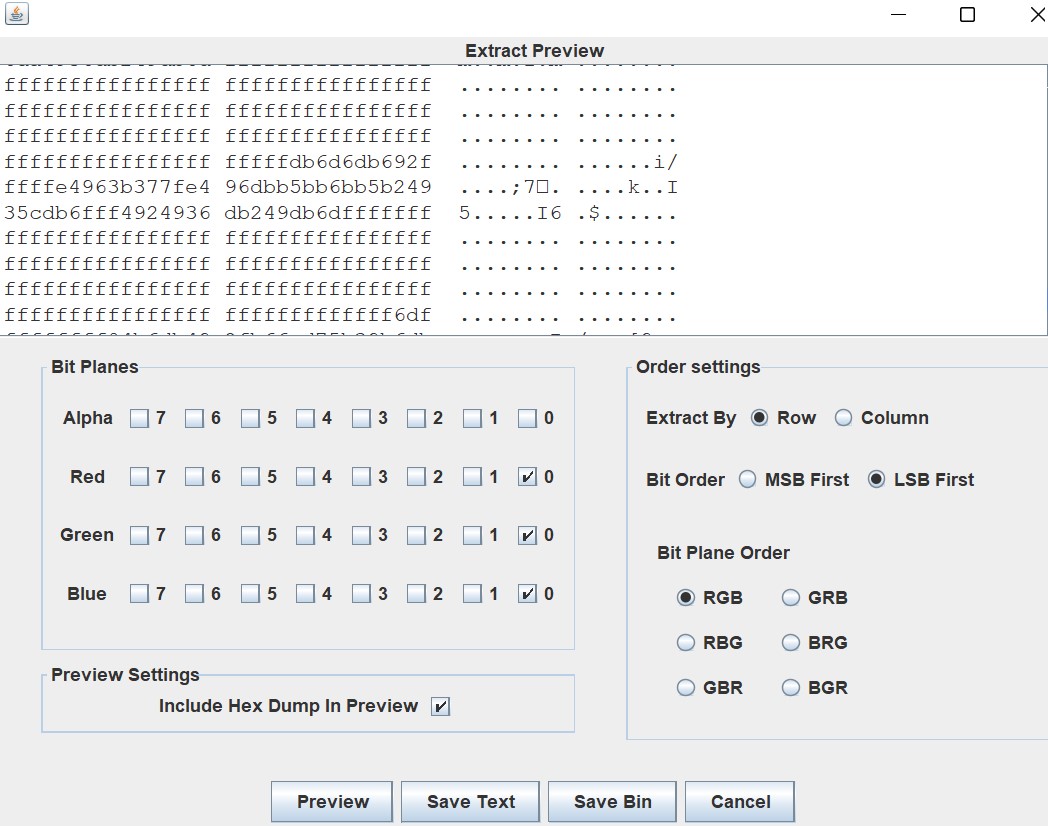 Extract Preview
ffffffffffffffff ffffffffffffffff ........ ........
ffffffffffffffff ffffffffffffffff ........ ........
ffffffffffffffff ffffffffffffffff ........ ........
ffffffffffffffff fffffdb6d6db692f ........ ......i/
ffffe4963b377fe4 96dbb5bb6bb5b249 ....;7□. ....k..I
35cdb6fff4924936 db249db6dfffffff 5.....I6 .$......
ffffffffffffffff ffffffffffffffff ........ ........
ffffffffffffffff ffffffffffffffff ........ ........
ffffffffffffffff ffffffffffffffff ........ ........
ffffffffffffffff fffffffffffff6df ........ ........
Bit Planes
Alpha 7 6 5 4 3 2 1 0
Red 7 6 5 4 3 2 1 0
Green 7 6 5 4 3 2 1 0
Blue 7 6 5 4 3 2 1 0
Preview Settings
Include Hex Dump In Preview
Order settings
Extract By Row Column
Bit Order MSB First LSB First
Bit Plane Order
RGB GRB
RBG BRG
GBR BGR
Preview Save Text Save Bin Cancel